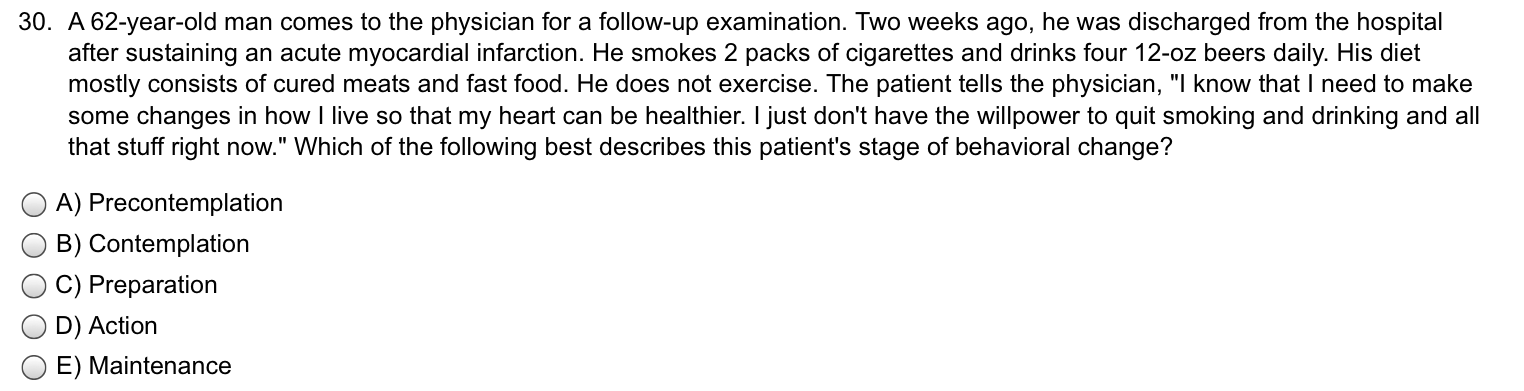 30. A 62-year-old man comes to the physician for a follow-up examination. Two weeks ago, he was discharged from the hospital
after sustaining an acute myocardial infarction. He smokes 2 packs of cigarettes and drinks four 12-oz beers daily. His diet
mostly consists of cured meats and fast food. He does not exercise. The patient tells the physician, "I know that I need to make
some changes in how I live so that my heart can be healthier. I just don't have the willpower to quit smoking and drinking and all
that stuff right now." Which of the following best describes this patient's stage of behavioral change?
A) Precontemplation
B) Contemplation
C) Preparation
D) Action
E) Maintenance